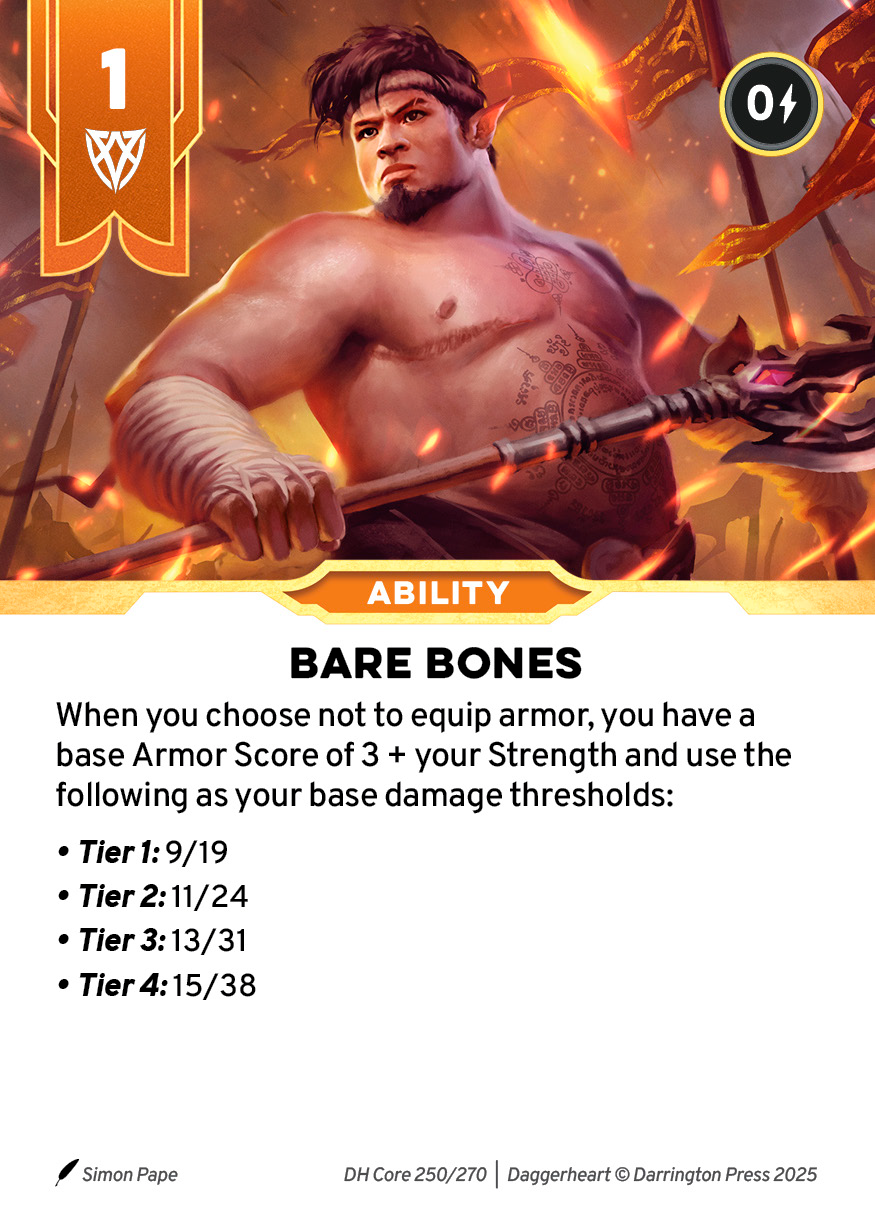 1
0
ABILITY
BARE BONES
When you choose not to equip armor, you have a
base Armor Score of 3 + your Strength and use the
following as your base damage thresholds:
• Tier 1: 9/19
• Tier 2: 11/24
• Tier 3: 13/31
• Tier 4: 15/38
Simon Pape
DH Core 250/270 | Daggerheart © Darrington Press 2025